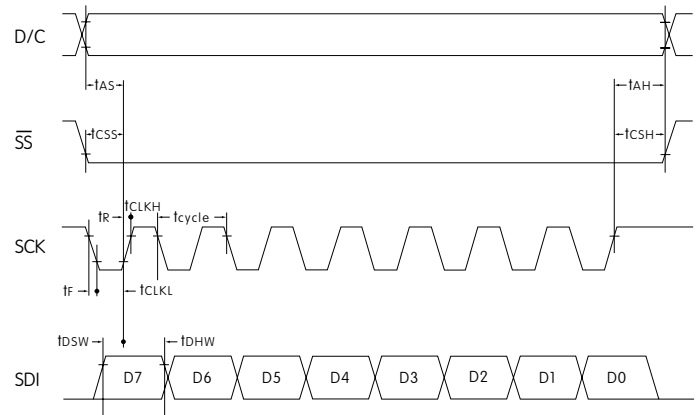 D/C
tAS
tAH
SS
tCSS
tCSH
tCLKH
tR
tcycle
SCK
tF
tCLKL
tDSW
tDHW
SDI
D7 D6 D5 D4 D3 D2 D1 D0